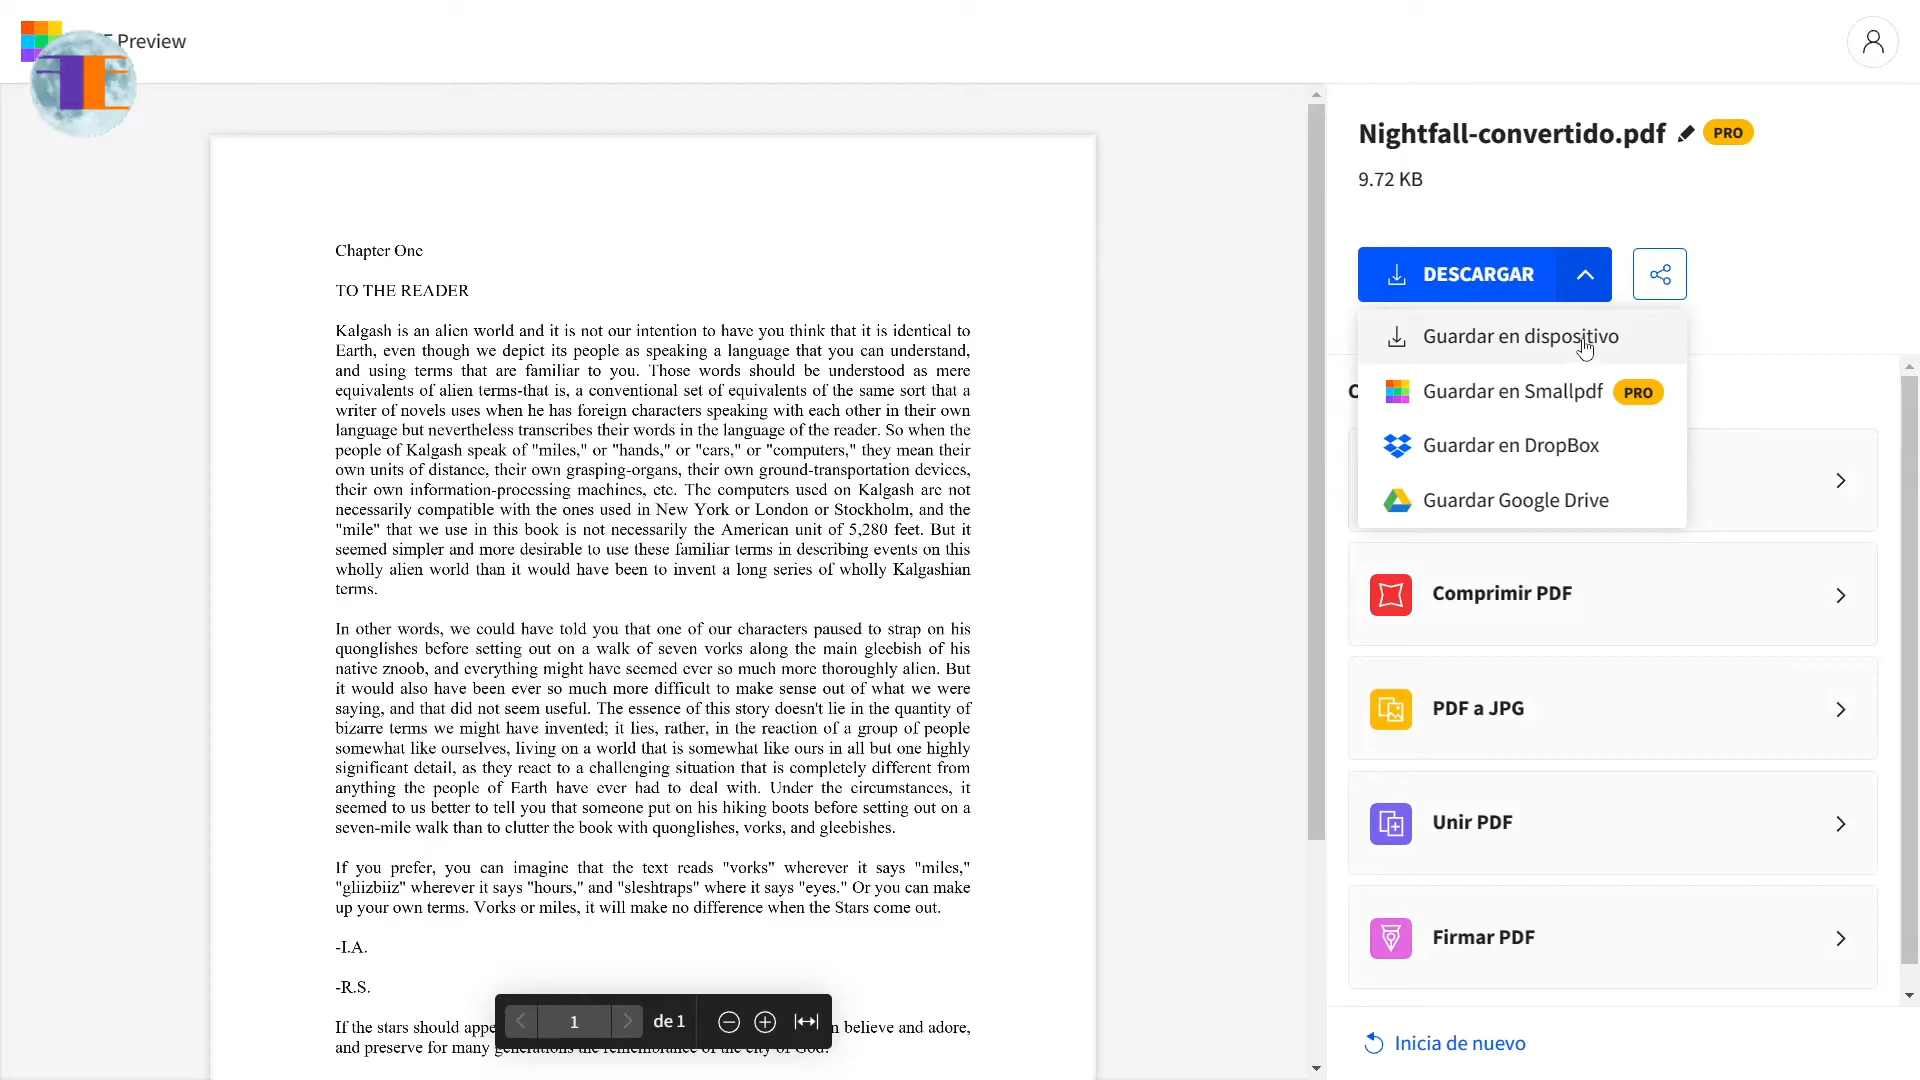 Preview
Nightfall-convertido.pdf PRO
9.72 KB
DESCARGAR
Guardar en dispositivo
Guardar en Smallpdf PRO
Guardar en DropBox
Guardar Google Drive
Comprimir PDF
PDF a JPG
Unir PDF
Firmar PDF
Inicia de nuevo
Chapter One
TO THE READER
Kalgash is an alien world and it is not our intention to have you think that it is identical to
Earth, even though we depict its people as speaking a language that you can understand,
and using terms that are familiar to you. Those words should be understood as mere
equivalents of alien terms-that is, a conventional set of equivalents of the same sort that a
writer of novels uses when he has foreign characters speaking with each other in their own
language but nevertheless transcribes their words in the language of the reader. So when the
people of Kalgash speak of "miles," or "hands," or "cars," or "computers," they mean their
own units of distance, their own grasping-organs, their own ground-transportation devices,
their own information-processing machines, etc. The computers used on Kalgash are not
necessarily compatible with the ones used in New York or London or Stockholm, and the
"mile" that we use in this book is not necessarily the American unit of 5,280 feet. But it
seemed simpler and more desirable to use these familiar terms in describing events on this
wholly alien world than it would have been to invent a long series of wholly Kalgashian
terms.
In other words, we could have told you that one of our characters paused to strap on his
quonglishes before setting out on a walk of seven vorks along the main gleebish of his
native znoob, and everything might have seemed ever so much more thoroughly alien. But
it would also have been ever so much more difficult to make sense out of what we were
saying, and that did not seem useful. The essence of this story doesn't lie in the quantity of
bizarre terms we might have invented; it lies, rather, in the reaction of a group of people
somewhat like ourselves, living on a world that is somewhat like ours in all but one highly
significant detail, as they react to a challenging situation that is completely different from
anything the people of Earth have ever had to deal with. Under the circumstances, it
seemed to us better to tell you that someone put on his hiking boots before setting out on a
seven-mile walk than to clutter the book with quonglishes, vorks, and gleebishes.
If you prefer, you can imagine that the text reads "vorks" wherever it says "miles,"
"gliizbiiz" wherever it says "hours," and "sleshtraps" where it says "eyes." Or you can make
up your own terms. Vorks or miles, it will make no difference when the Stars come out.
-I.A.
-R.S.
If the stars should believe and adore,
and preserve for many generations the remembrance of the city of God!
1 de 1